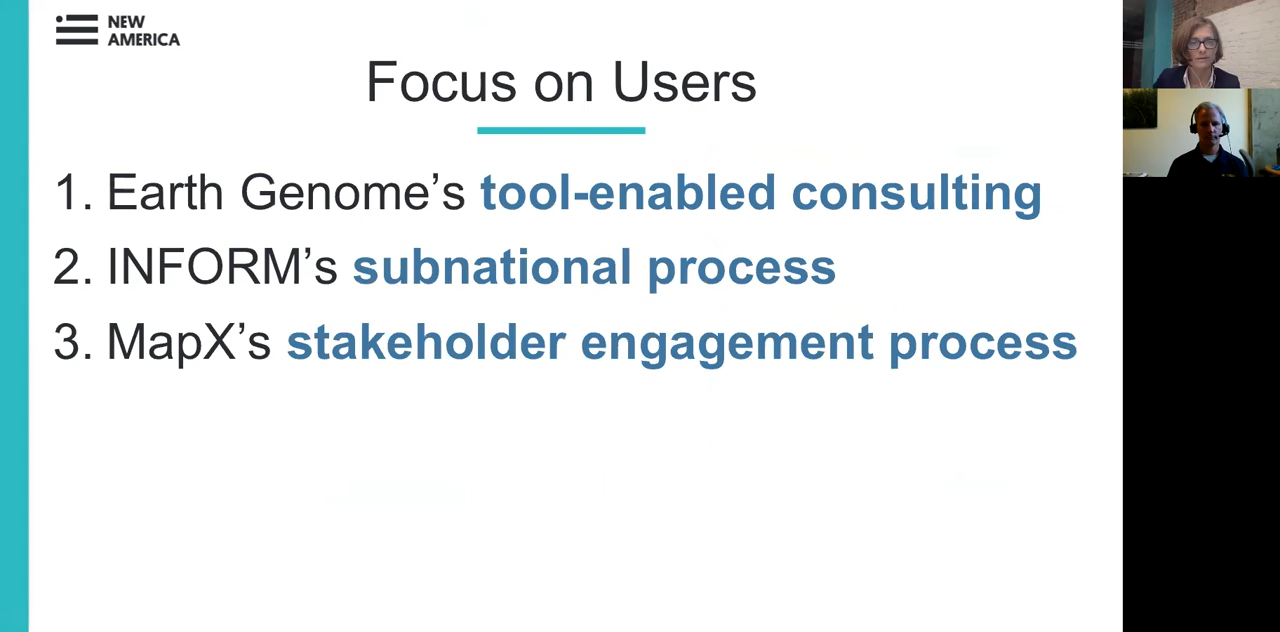 NEW
AMERICA
Focus on Users
1. Earth Genome’s tool-enabled consulting
2. INFORM’s subnational process
3. MapX’s stakeholder engagement process